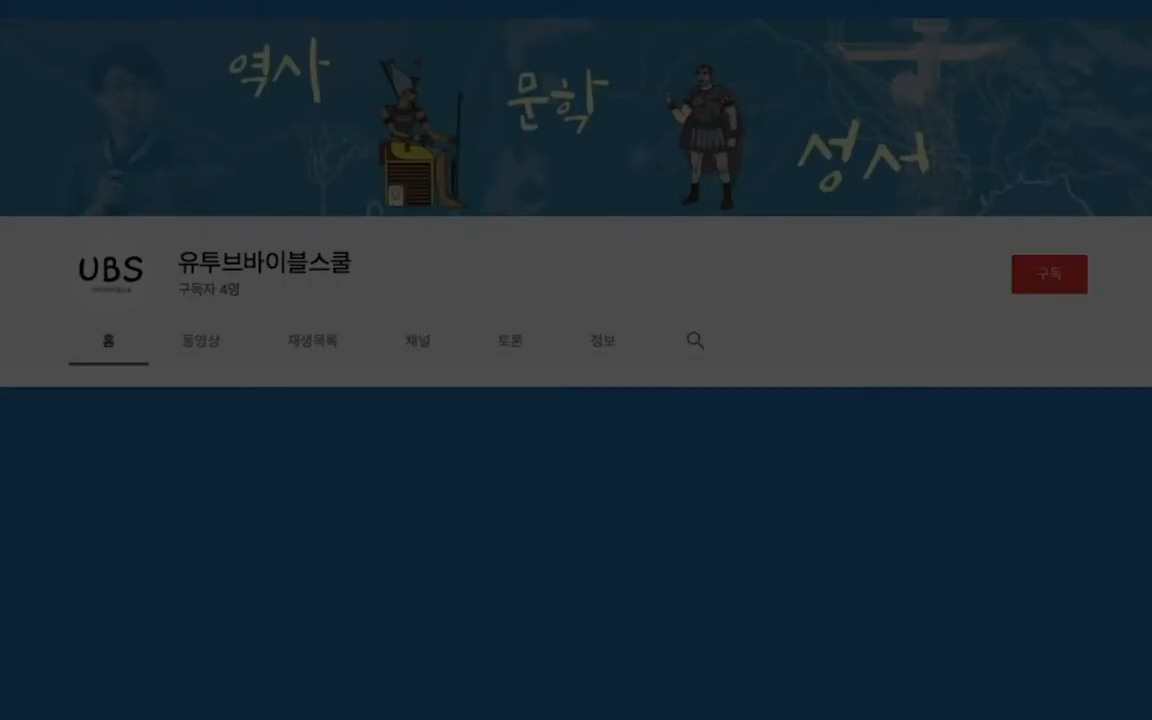 역사
문학
성서
UBS
유투브바이블스쿨
구독자 4명
구독
홈
동영상
재생목록
채널
토론
정보